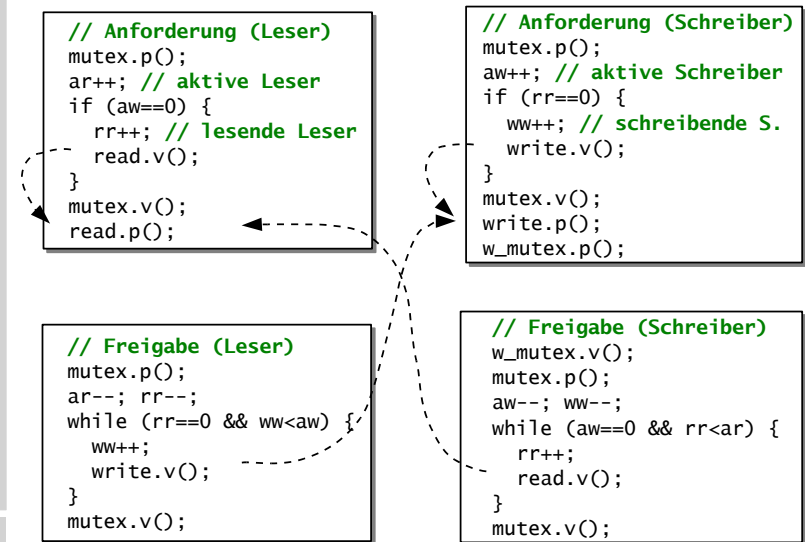 // Anforderung (Leser)
mutex.p();
ar++; // aktive Leser
if (aw==0) {
  rr++; // lesende Leser
  read.v();
}
mutex.v();
read.p();
// Anforderung (Schreiber)
mutex.p();
aw++; // aktive Schreiber
if (rr==0) {
  ww++; // schreibende S.
  write.v();
}
mutex.v();
write.p();
w_mutex.p();
// Freigabe (Leser)
mutex.p();
ar--; rr--;
while (rr==0 && ww<aw) {
  ww++;
  write.v();
}
mutex.v();
// Freigabe (Schreiber)
w_mutex.v();
mutex.p();
aw--; ww--;
while (aw==0 && rr<ar) {
  rr++;
  read.v();
}
mutex.v();